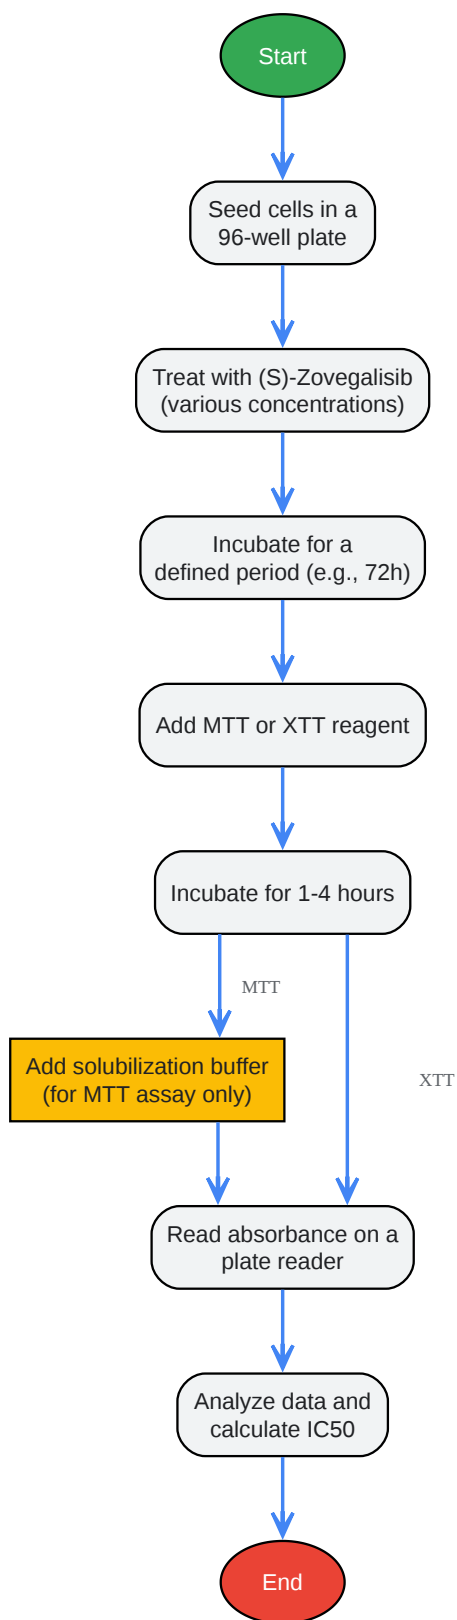 Start
Seed cells in a
96-well plate
Treat with (S)-Zovegalisib
(various concentrations)
Incubate for a
defined period (e.g., 72h)
Add MTT or XTT reagent
Incubate for 1-4 hours
MTT
Add solubilization buffer
(for MTT assay only)
XTT
Read absorbance on a
plate reader
Analyze data and
calculate IC50
End